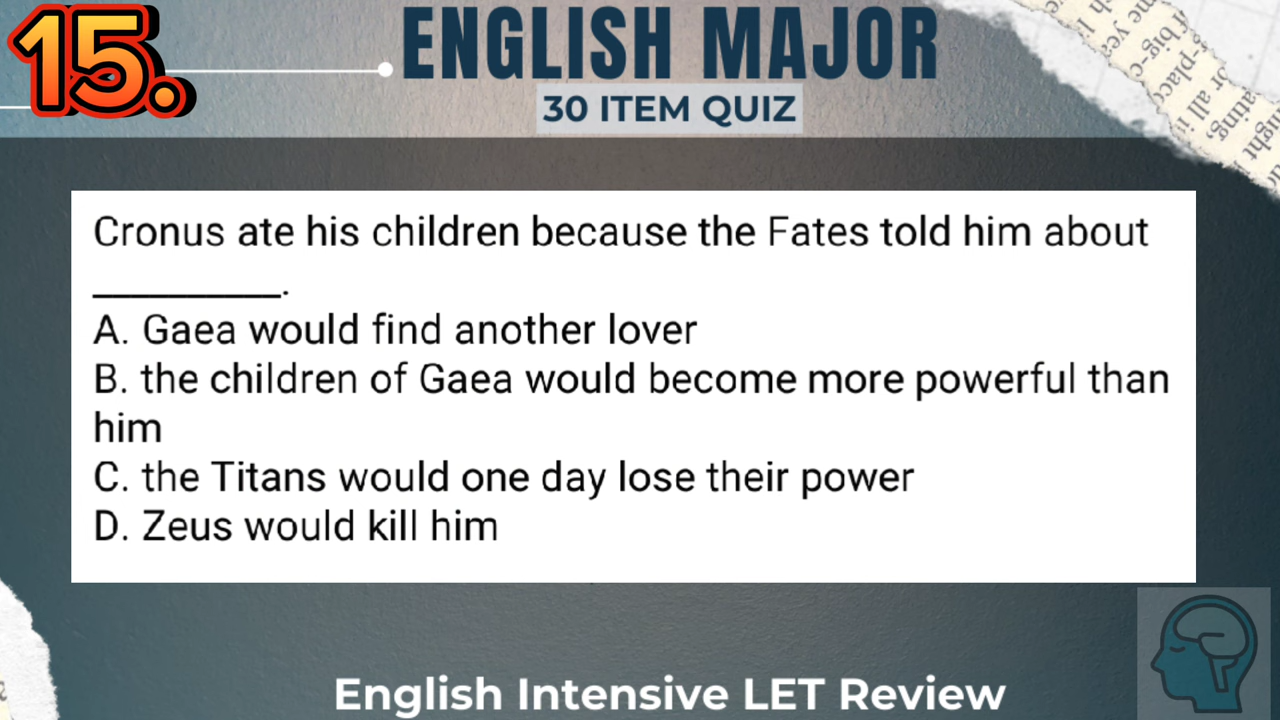 15.
ENGLISH MAJOR
30 ITEM QUIZ
Cronus ate his children because the Fates told him about
__________.
A. Gaea would find another lover
B. the children of Gaea would become more powerful than
him
C. the Titans would one day lose their power
D. Zeus would kill him
English Intensive LET Review